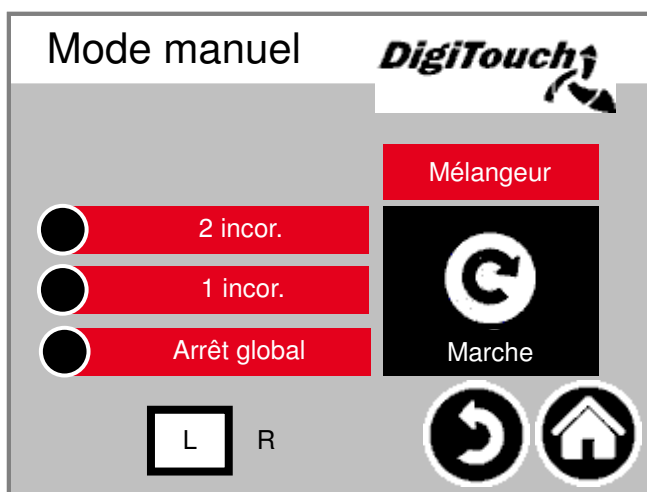 Mode manuel
DigiTouch
Mélangeur
2 incor.
1 incor.
Arrêt global
Marche
L R